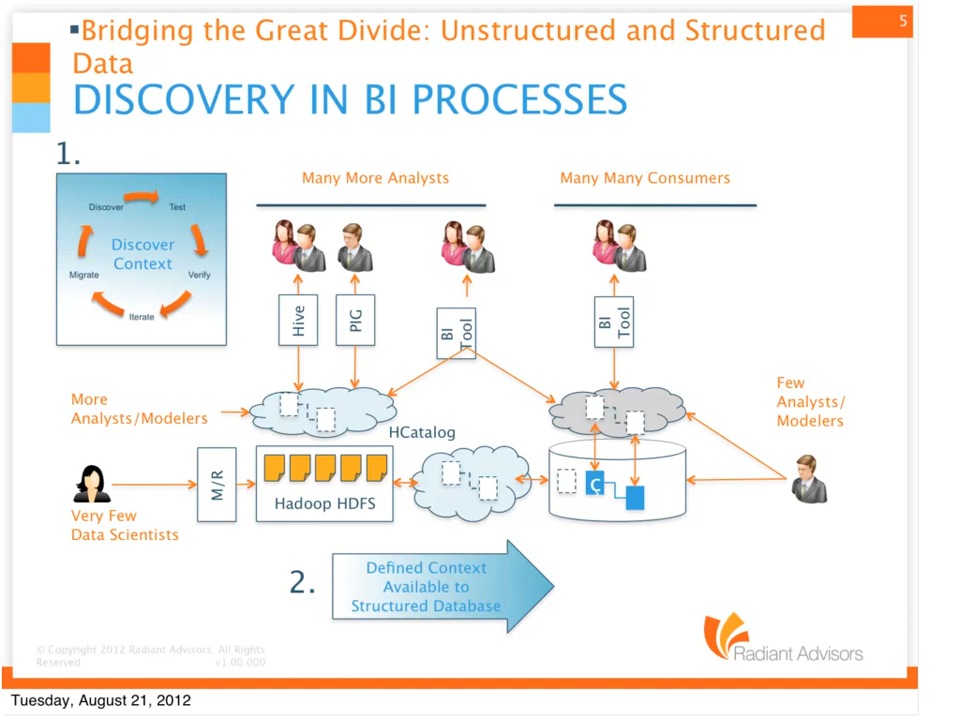 5
▪Bridging the Great Divide: Unstructured and Structured
Data
DISCOVERY IN BI PROCESSES
1.
Many More Analysts
Many Many Consumers
Discover
Test
Discover
Context
Migrate
Verify
Iterate
Hive
PIG
BI
Tool
BI
Tool
More
Analysts/Modelers
Few
Analysts/
Modelers
HCatalog
M/R
Hadoop HDFS
Ç
Very Few
Data Scientists
2.
Defined Context
Available to
Structured Database
© Copyright 2012 Radiant Advisors. All Rights
Reserved v1.00.000
Radiant Advisors
Tuesday, August 21, 2012